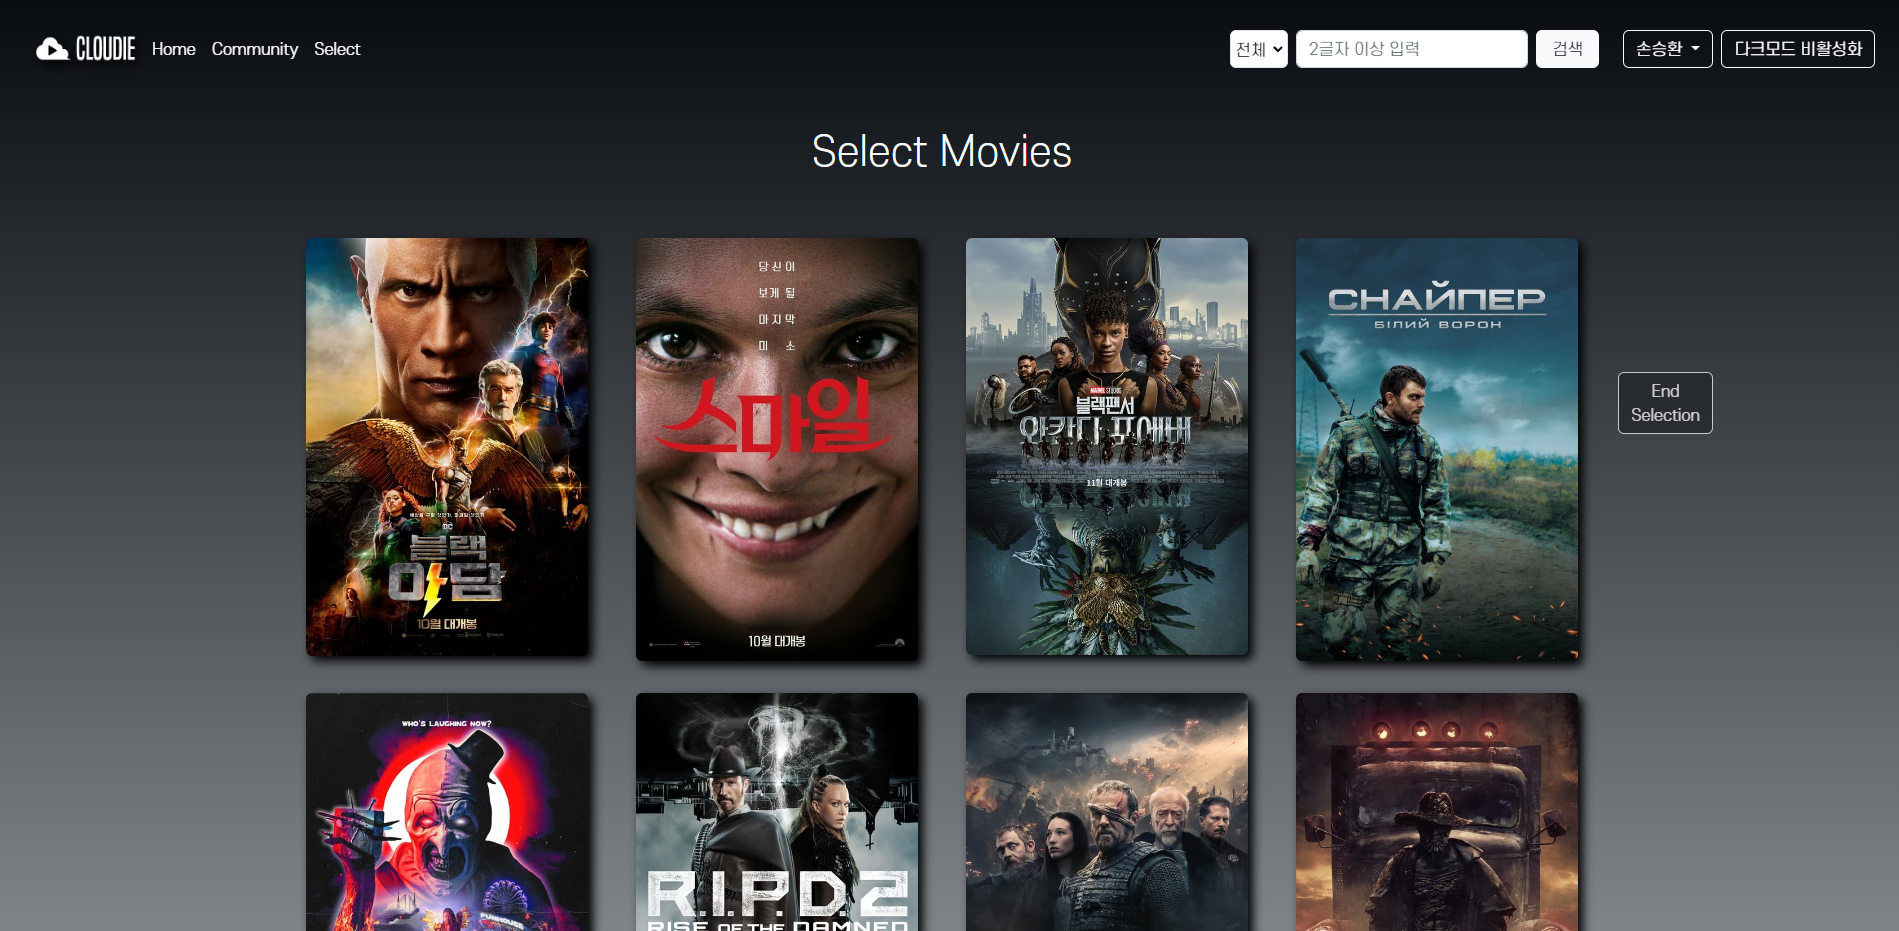 CLOUDIE Home Community Select 전체 2글자 이상 입력 검색 손승환 다크모드 비활성화
Select Movies
블랙
아담
10월 대개봉
당신이
보게 될
마지막
미 소
스마일
10월 대개봉
MARVEL STUDIOS
블랙팬서
와칸다 포에버
11월 대개봉
СНАЙПЕР
БІЛИЙ ВОРОН
End
Selection
WHO'S LAUGHING NOW?
FUNHOUSE
R.I.P.D.2
RISE OF THE DAMNED